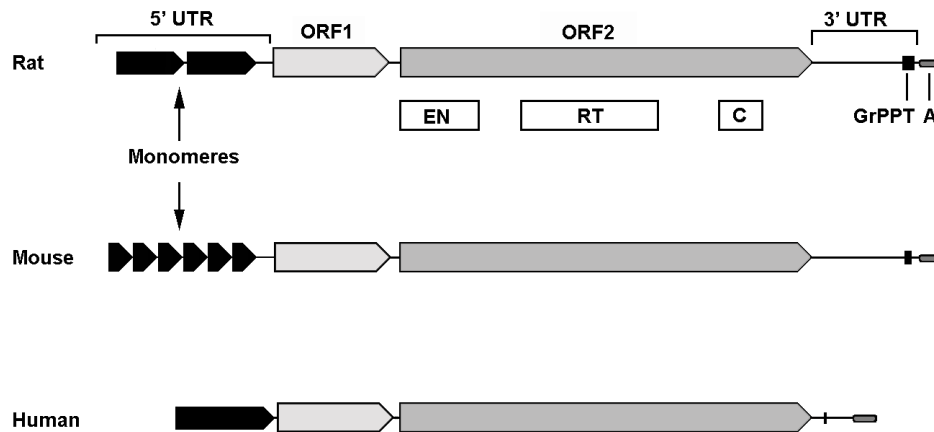 5' UTR
ORF1
ORF2
3' UTR
Rat
EN
RT
C
GrPPT
A
Monomeres
Mouse
Human